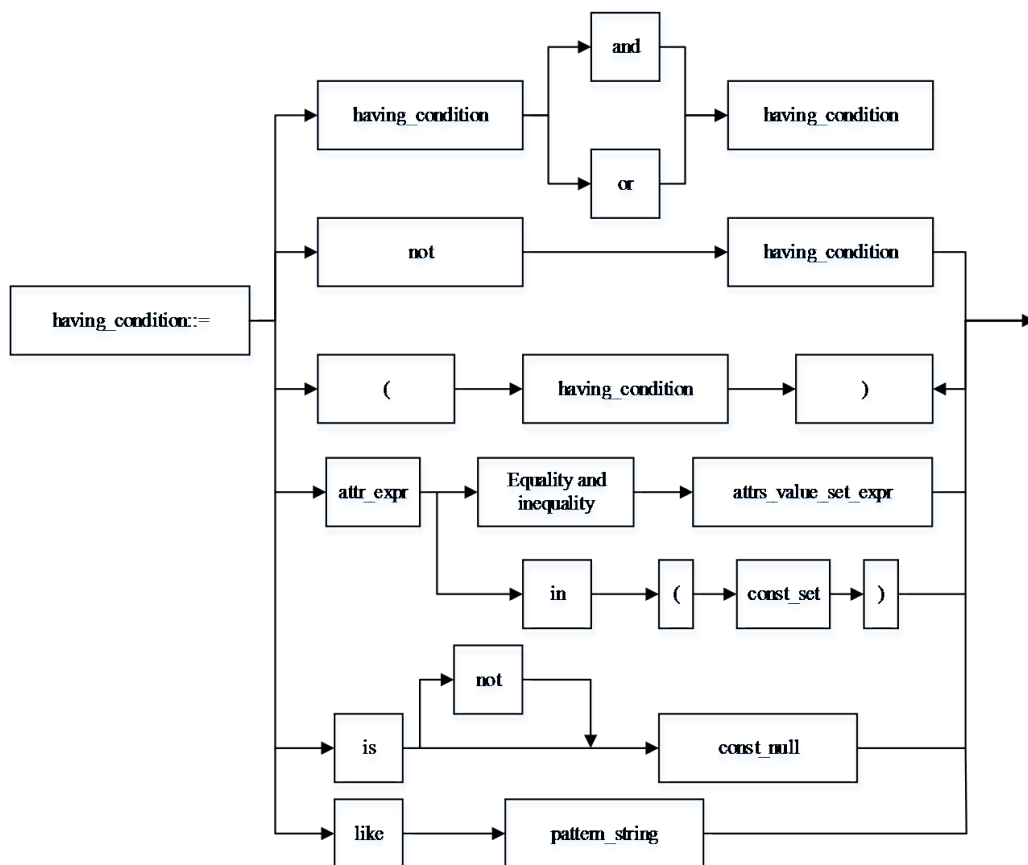 and
having_condition
having_condition
or
not
having_condition
having_condition::=
(
having_condition
)
attr_expr
Equality and
inequality
attrs_value_set_expr
in
(
const_set
)
not
is
const_null
like
pattern_string